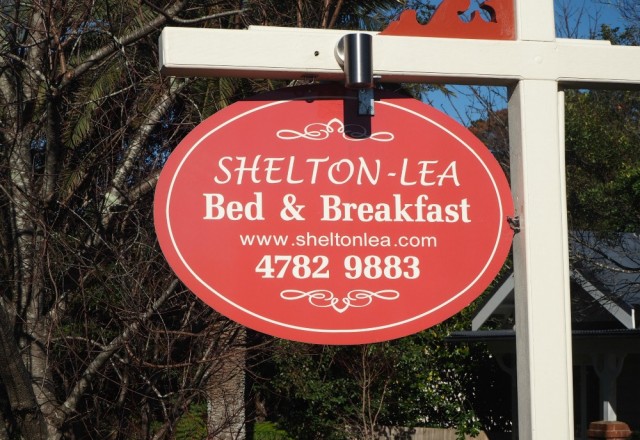 SHELTON-LEA
Bed & Breakfast
www.sheltonlea.com
4782 9883